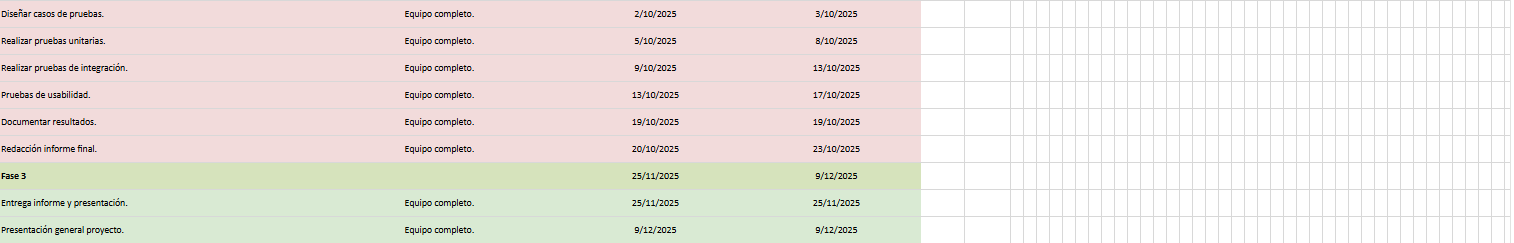 Diseñar casos de pruebas. Equipo completo. 2/10/2025 3/10/2025
Realizar pruebas unitarias. Equipo completo. 5/10/2025 8/10/2025
Realizar pruebas de integración. Equipo completo. 9/10/2025 13/10/2025
Pruebas de usabilidad. Equipo completo. 13/10/2025 17/10/2025
Documentar resultados. Equipo completo. 19/10/2025 19/10/2025
Redacción informe final. Equipo completo. 20/10/2025 23/10/2025
Fase 3 25/11/2025 9/12/2025
Entrega informe y presentación. Equipo completo. 25/11/2025 25/11/2025
Presentación general proyecto. Equipo completo. 9/12/2025 9/12/2025